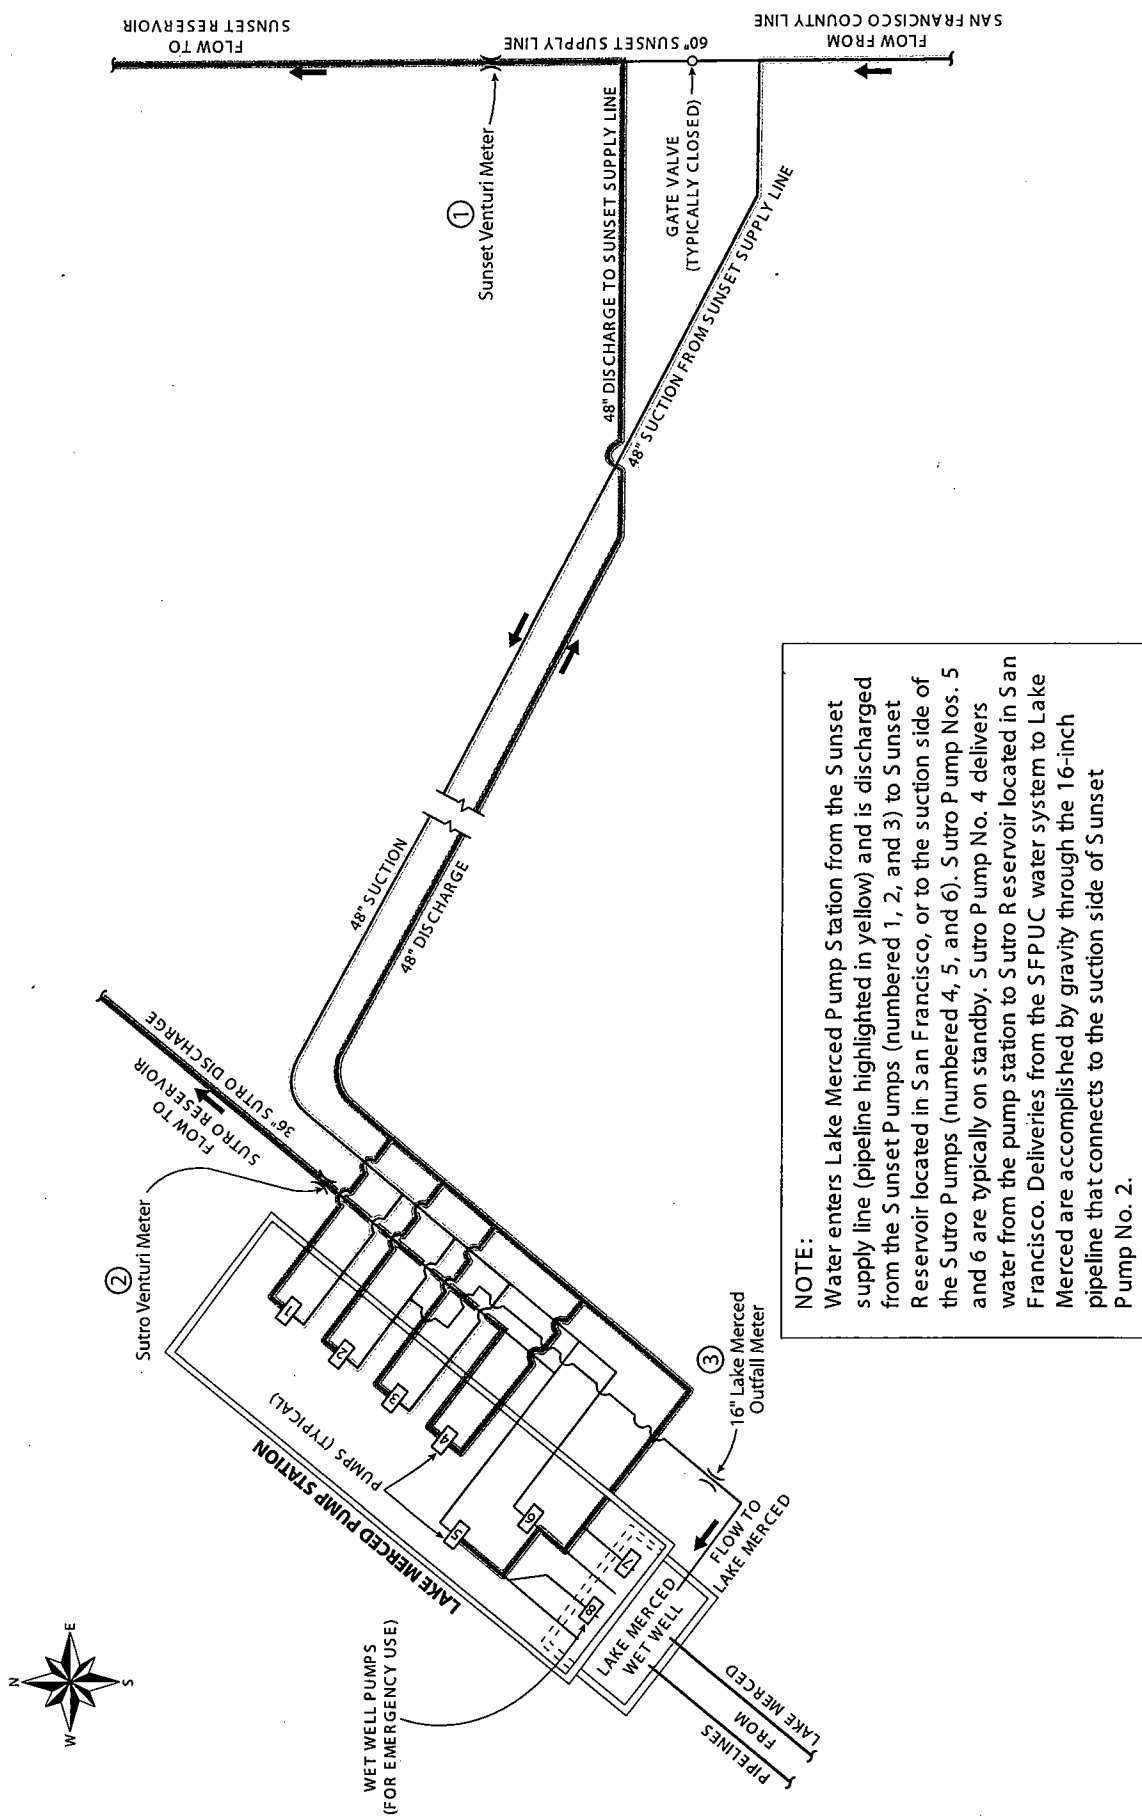 N
W
E
S
WET WELL PUMPS
(FOR EMERGENCY USE)
LAKE MERCED PUMP STATION
PUMPS (TYPICAL)
1
2
3
4
5
6
7
8
LAKE MERCED
WET WELL
PIPELINES
FROM
LAKE MERCED
FLOW TO
LAKE MERCED
3
16" Lake Merced
Outfall Meter
2
Sutro Venturi Meter
FLOW TO
SUTRO RESERVOIR
36" SUTRO DISCHARGE
48" SUCTION
48" DISCHARGE
48" DISCHARGE TO SUNSET SUPPLY LINE
48" SUCTION FROM SUNSET SUPPLY LINE
1
Sunset Venturi Meter
GATE VALVE
(TYPICALLY CLOSED)
FLOW TO
SUNSET RESERVOIR
60" SUNSET SUPPLY LINE
FLOW FROM
SAN FRANCISCO COUNTY LINE
NOTE:
Water enters Lake Merced Pump Station from the Sunset
supply line (pipeline highlighted in yellow) and is discharged
from the Sunset Pumps (numbered 1, 2, and 3) to Sunset
Reservoir located in San Francisco, or to the suction side of
the Sutro Pumps (numbered 4, 5, and 6). Sutro Pump Nos. 5
and 6 are typically on standby. Sutro Pump No. 4 delivers
water from the pump station to Sutro Reservoir located in San
Francisco. Deliveries from the SFPUC water system to Lake
Merced are accomplished by gravity through the 16-inch
pipeline that connects to the suction side of Sunset
Pump No. 2.